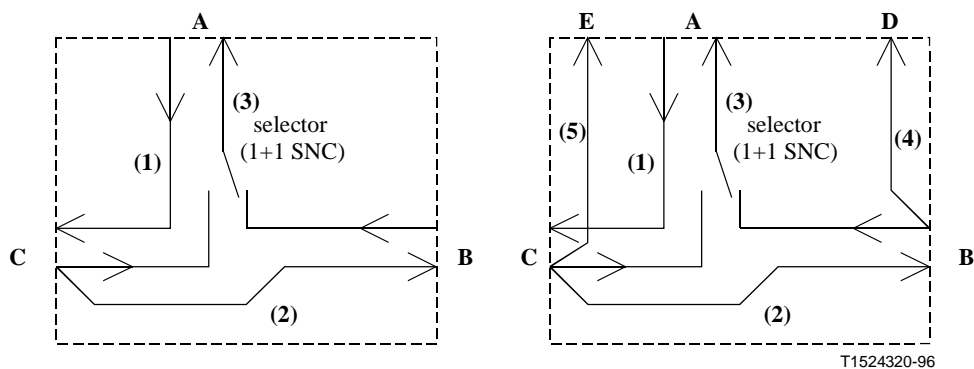 A
E
A
D
(3)
selector
(1+1 SNC)
(1)
(3)
selector
(1+1 SNC)
(5)
(1)
(4)
C
B
C
B
(2)
(2)
T1524320-96